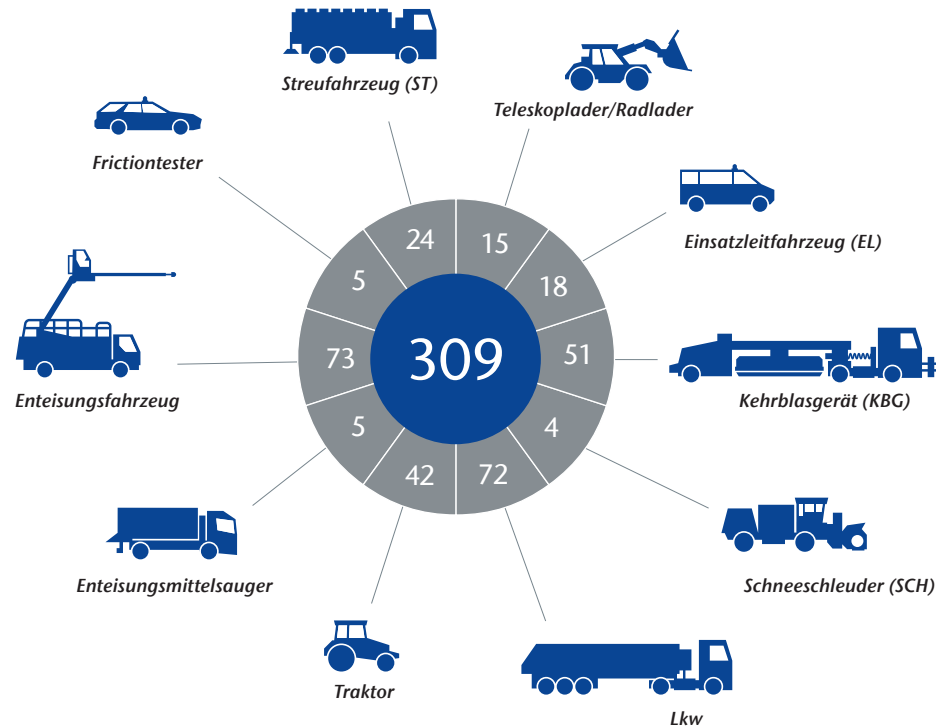 Streufahrzeug (ST)
Teleskoplader/Radlader
Frictiontester
Einsatzleitfahrzeug (EL)
24
15
5
18
73
309
51
5
4
42
72
Enteisungsfahrzeug
Kehrblasgerät (KBG)
Enteisungsmittelsauger
Schneeschleuder (SCH)
Traktor
Lkw